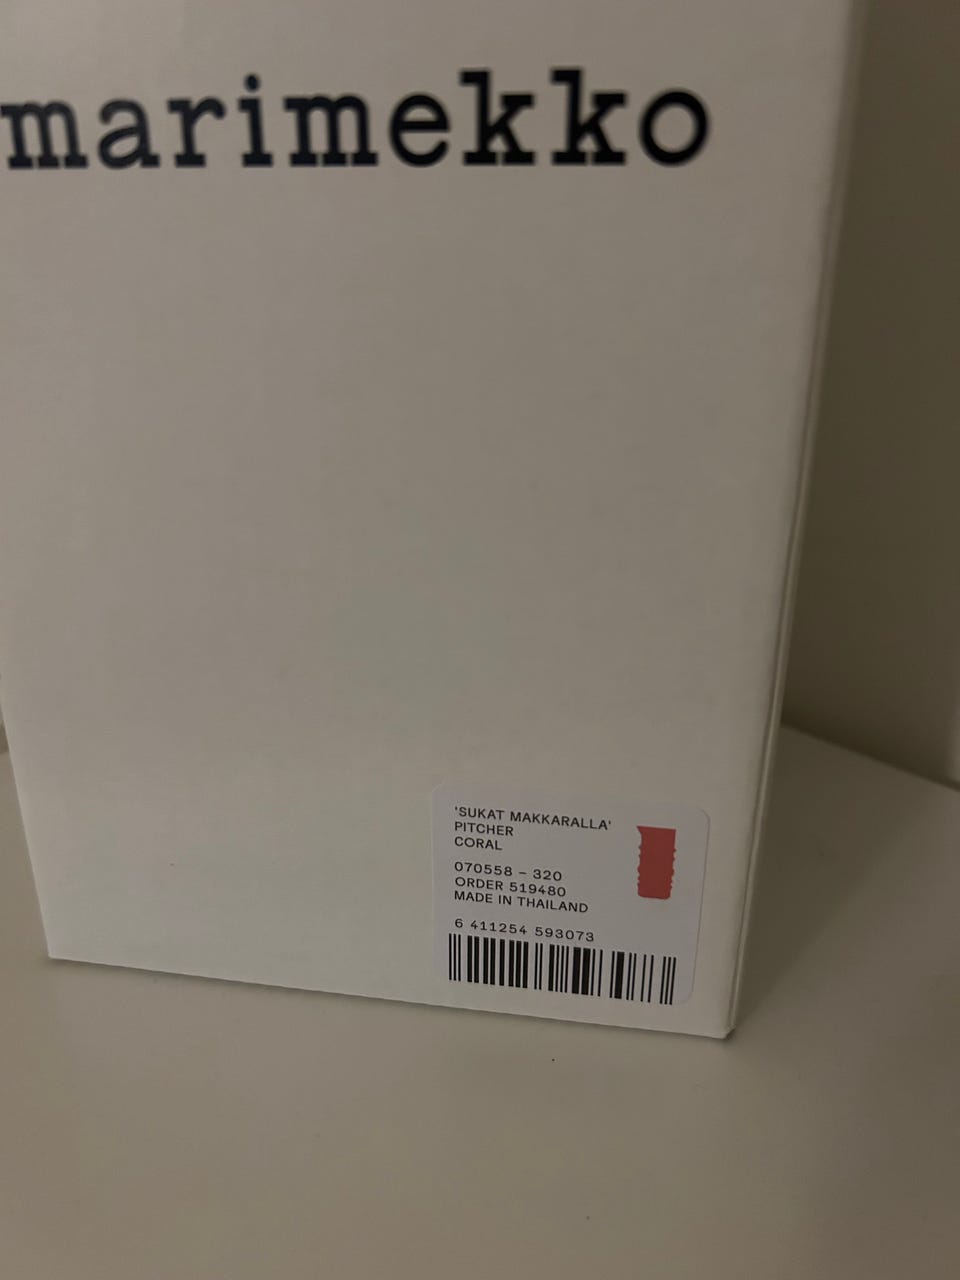 marimekko
'SUKAT MAKKARALLA'
PITCHER
CORAL
070558 – 320
ORDER 519480
MADE IN THAILAND
6 411254 593073